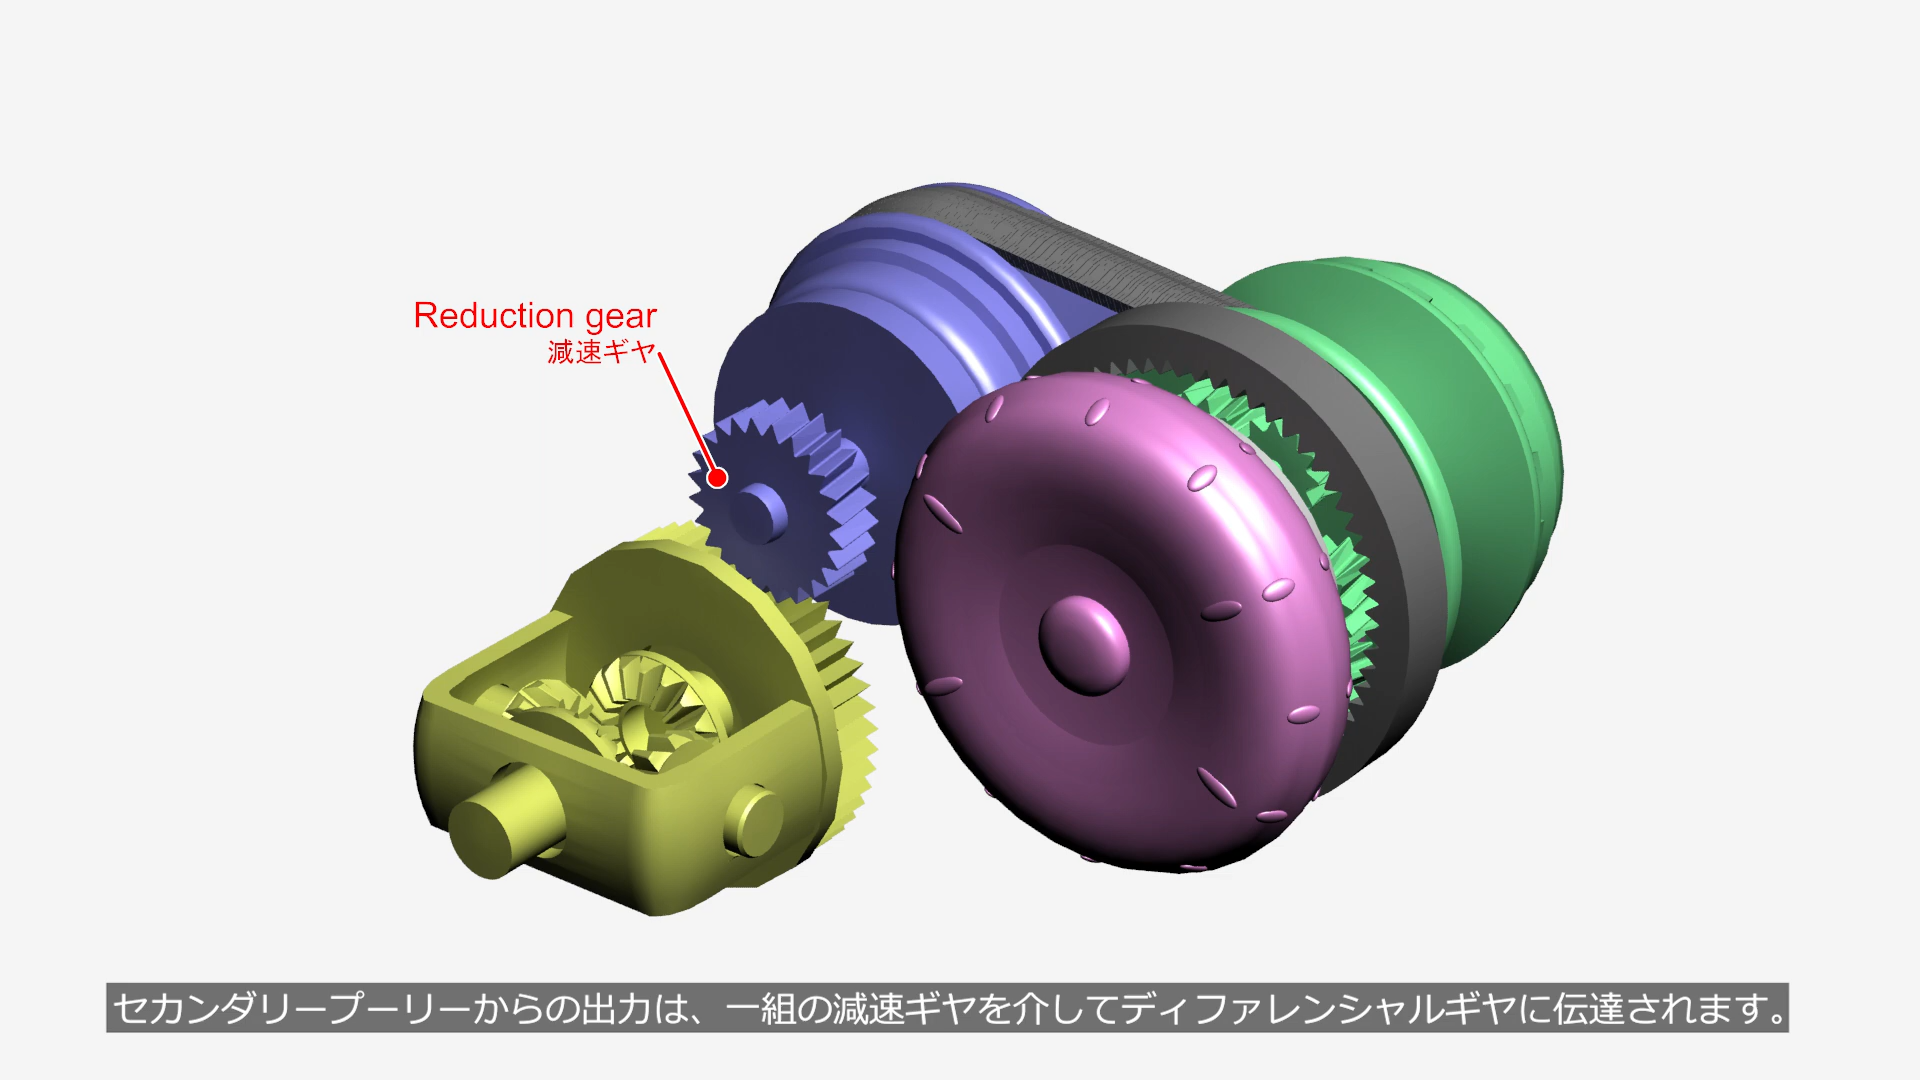 Reduction gear
減速ギヤ
セカンダリープーリーからの出力は、一組の減速ギヤを介してディファレンシャルギヤに伝達されます。